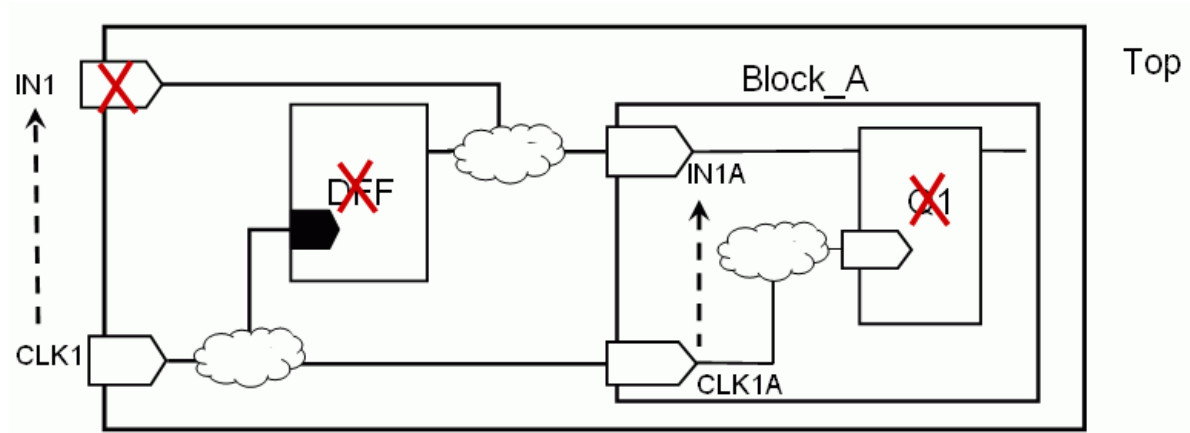 Top
Block_A
IN1
DFF
IN1A
Q1
CLK1
CLK1A